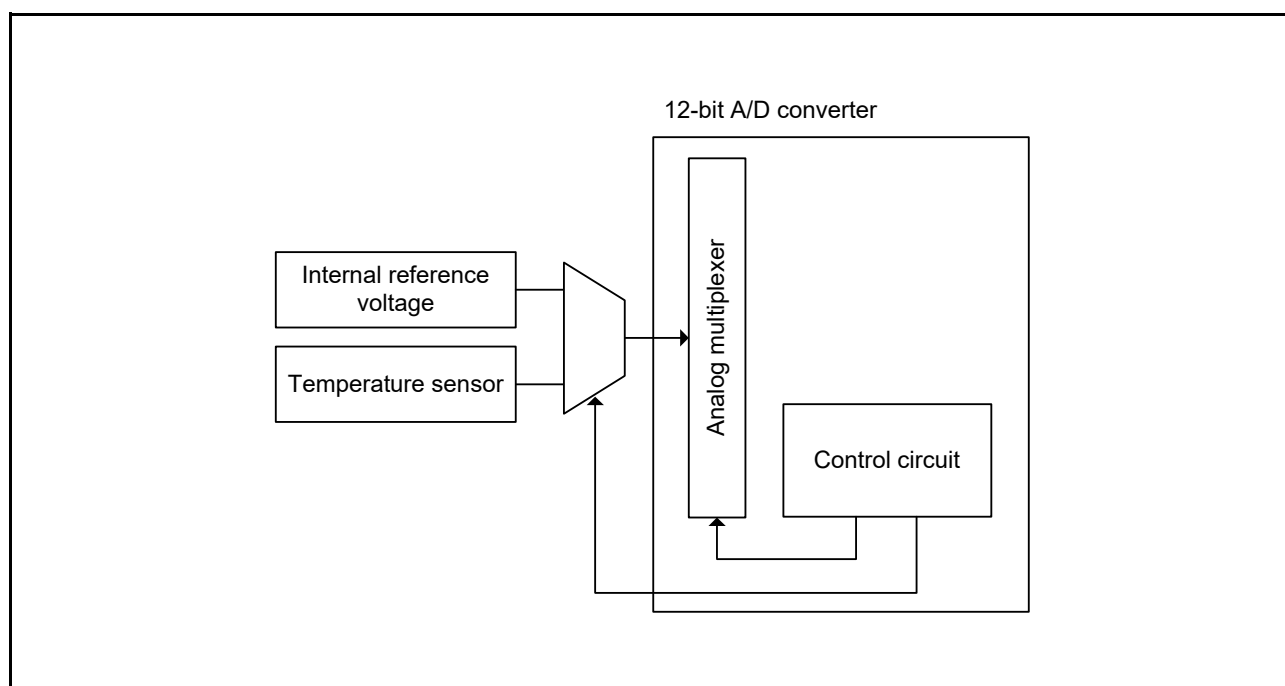 12-bit A/D converter
Internal reference
voltage
Temperature sensor
Analog multiplexer
Control circuit